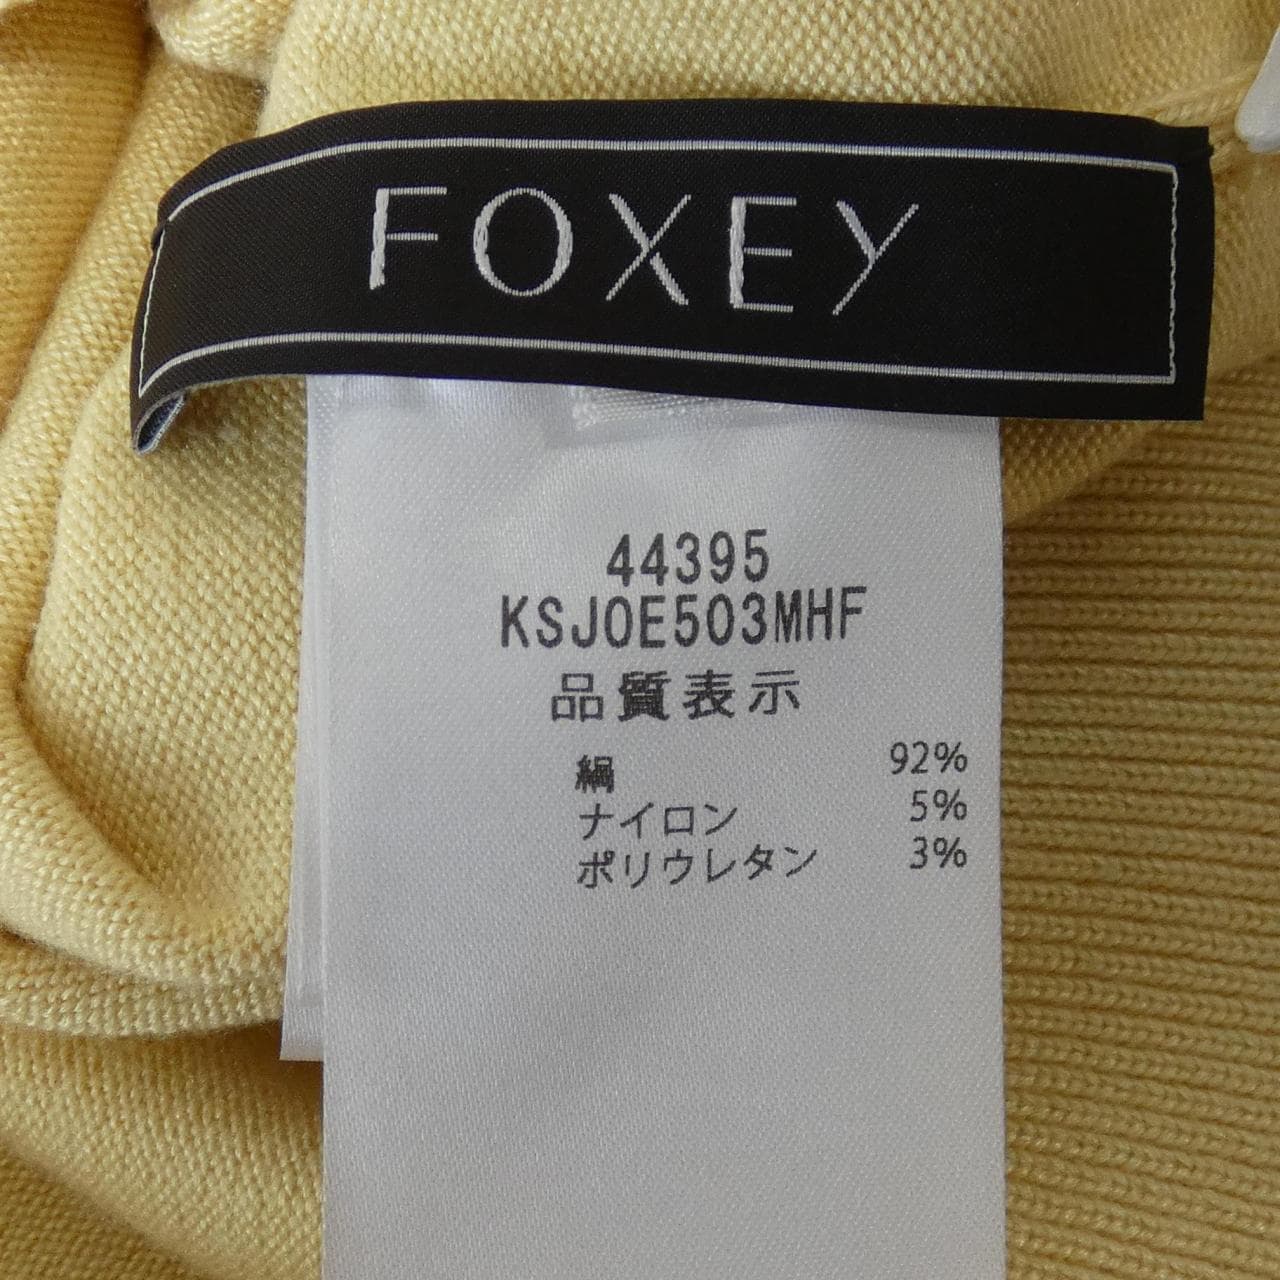 FOXEY
44395
KSJOE503MHF
品質表示
絹 92%
ナイロン 5%
ポリウレタン 3%